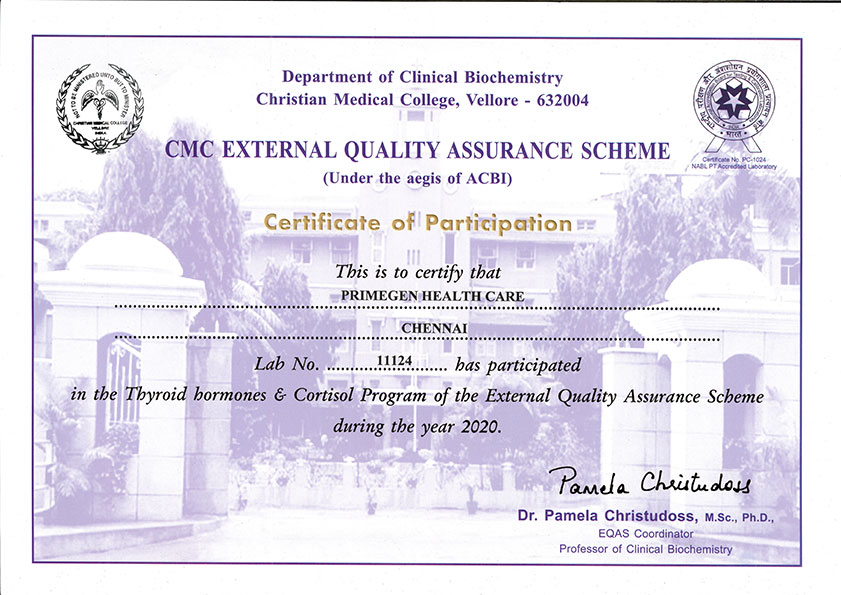 Department of Clinical Biochemistry
Christian Medical College, Vellore - 632004
NOT TO BE MINISTERED UNTO BUT TO MINISTER
CHRISTIAN MEDICAL COLLEGE
VELLORE
INDIA
भारत
Certificate No. PC-1024
NABL PT Accredited Laboratory
CMC EXTERNAL QUALITY ASSURANCE SCHEME
(Under the aegis of ACBI)
Certificate of Participation
This is to certify that
PRIMEGEN HEALTH CARE
CHENNAI
Lab No. ...................11124.............. has participated
in the Thyroid hormones & Cortisol Program of the External Quality Assurance Scheme
during the year 2020.
Pamela Christudoss
Dr. Pamela Christudoss, M.Sc., Ph.D.,
EQAS Coordinator
Professor of Clinical Biochemistry